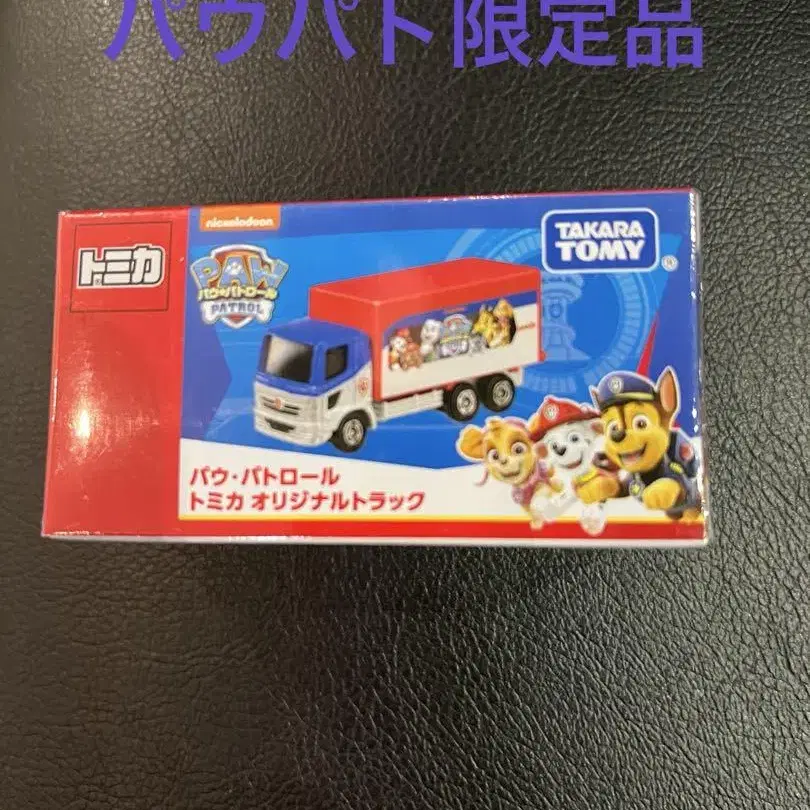 パウパト限定品
nickelodeon
トミカ
PAW
パウ・パトロール
PATROL
TAKARA
TOMY
パウ・パトロール
トミカ オリジナルトラック